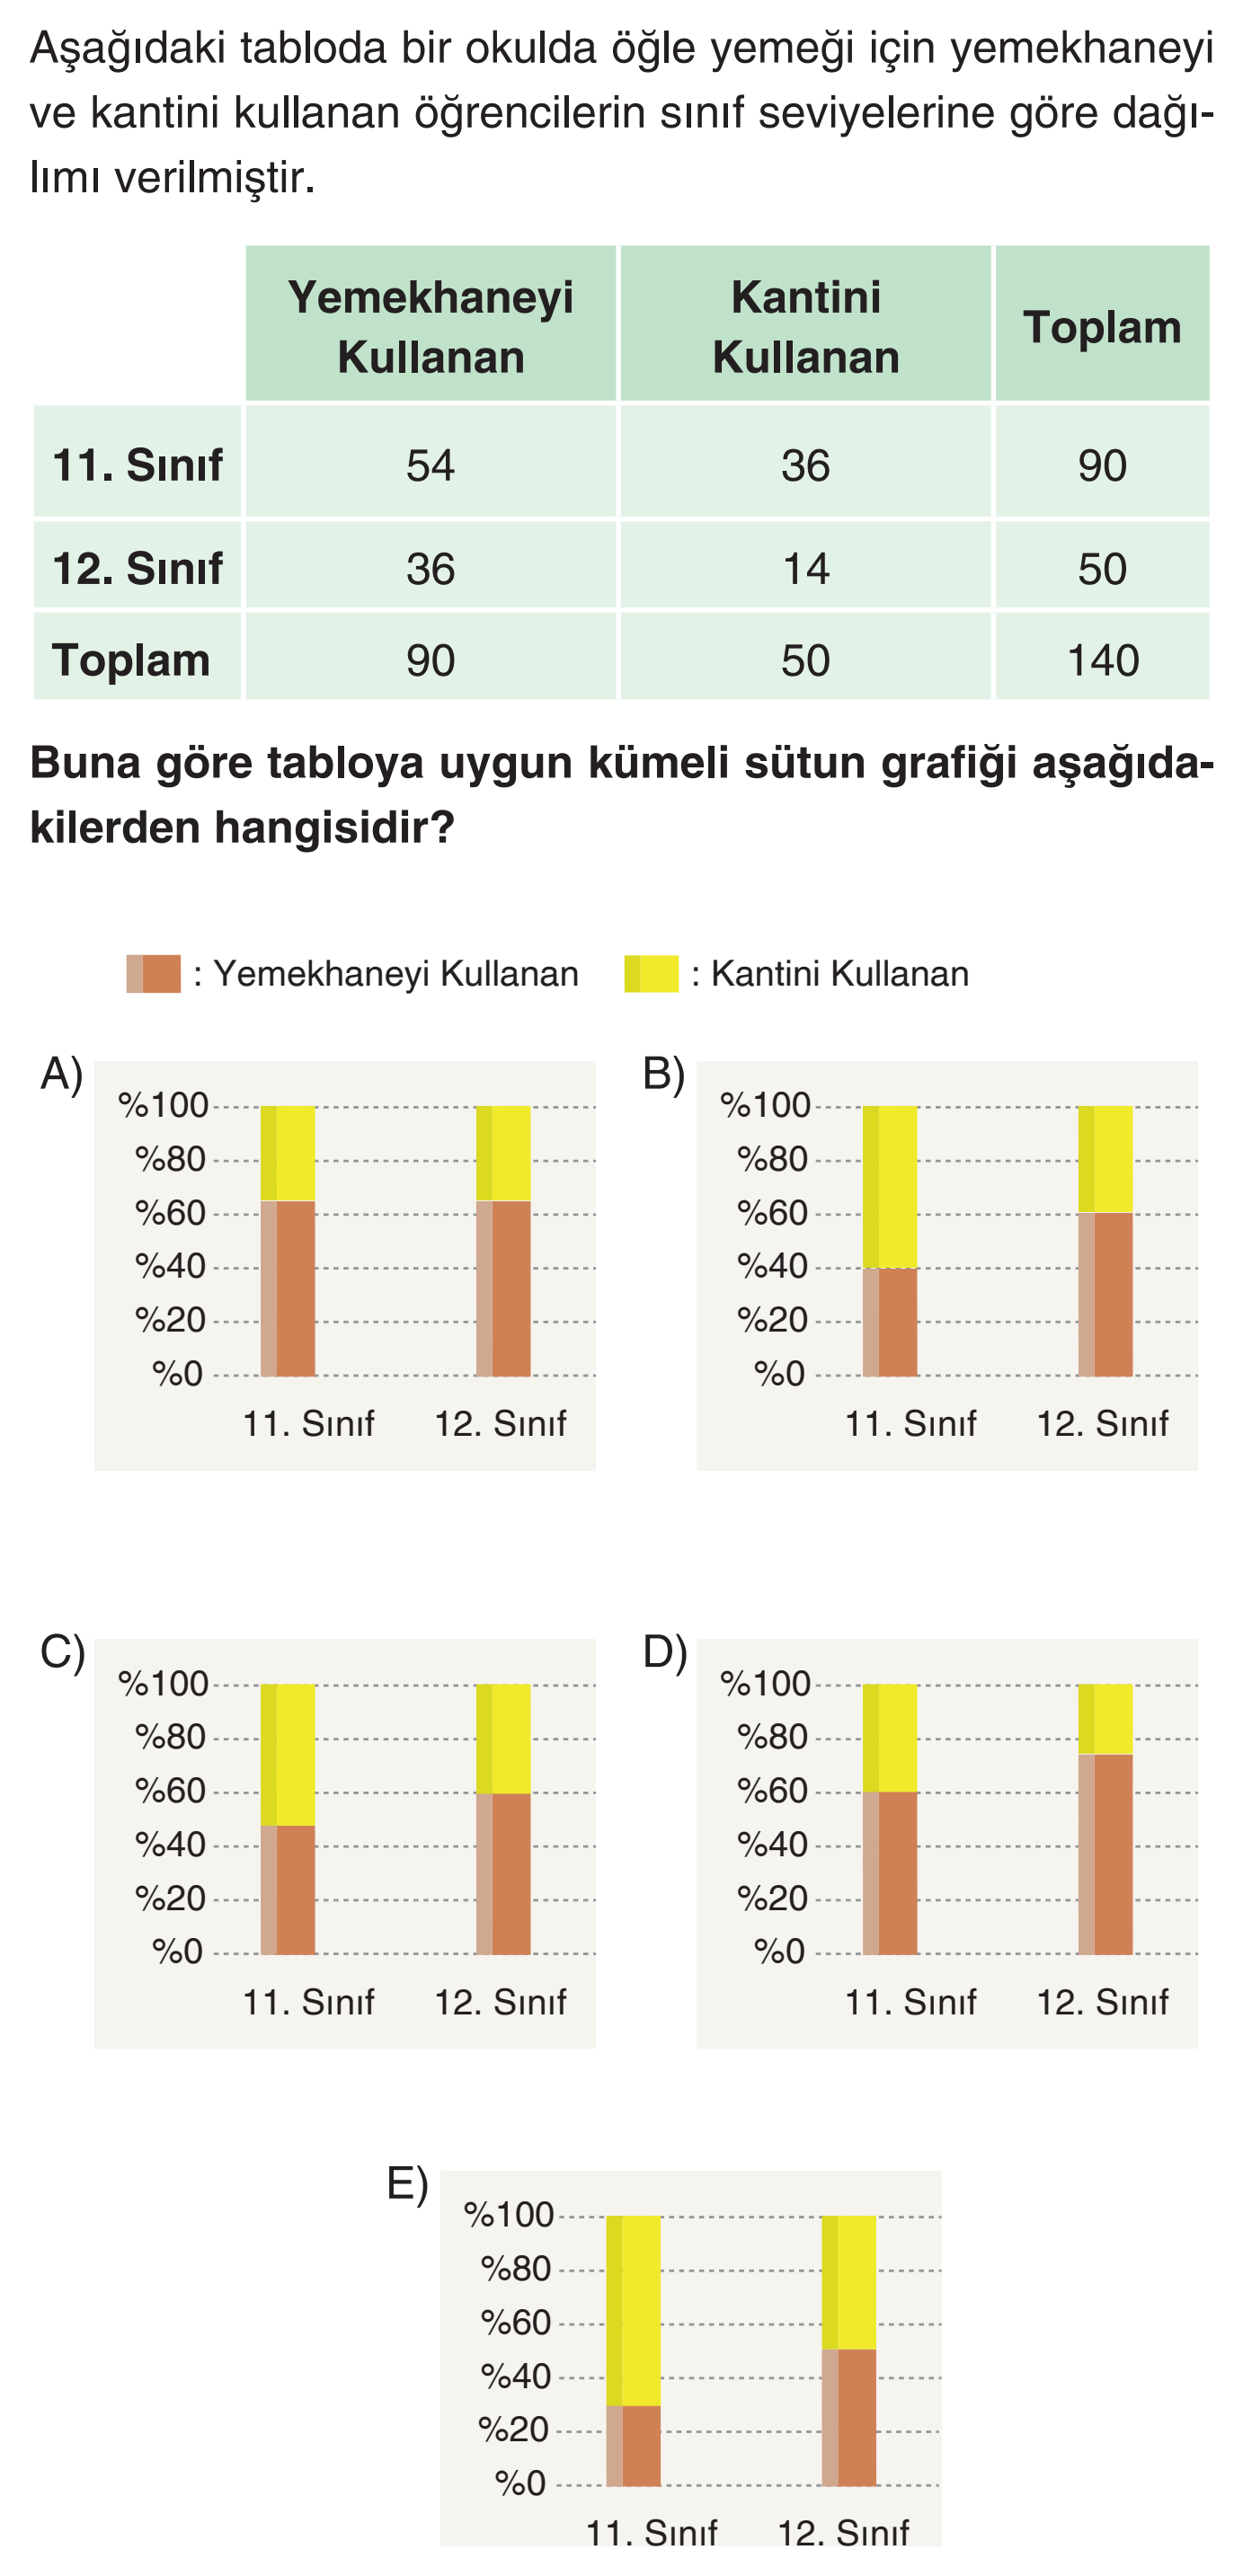 Aşağıdaki tabloda bir okulda öğle yemeği için yemekhaneyi
ve kantini kullanan öğrencilerin sınıf seviyelerine göre dağı-
lımı verilmiştir.
Yemekhaneyi Kullanan Kantini Kullanan Toplam
11. Sınıf 54 36 90
12. Sınıf 36 14 50
Toplam 90 50 140
Buna göre tabloya uygun kümeli sütun grafiği aşağıda-
kilerden hangisidir?
: Yemekhaneyi Kullanan : Kantini Kullanan
A)
%100
%80
%60
%40
%20
%0
11. Sınıf 12. Sınıf
B)
%100
%80
%60
%40
%20
%0
11. Sınıf 12. Sınıf
C)
%100
%80
%60
%40
%20
%0
11. Sınıf 12. Sınıf
D)
%100
%80
%60
%40
%20
%0
11. Sınıf 12. Sınıf
E)
%100
%80
%60
%40
%20
%0
11. Sınıf 12. Sınıf